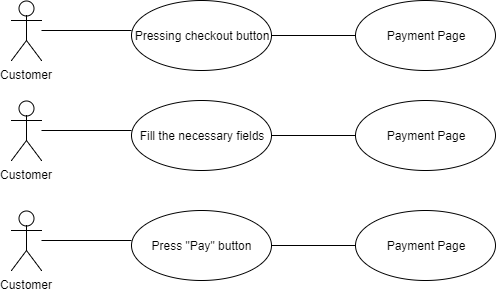 Pressing checkout button
Payment Page
Customer
Fill the necessary fields
Payment Page
Customer
Press "Pay" button
Payment Page
Customer